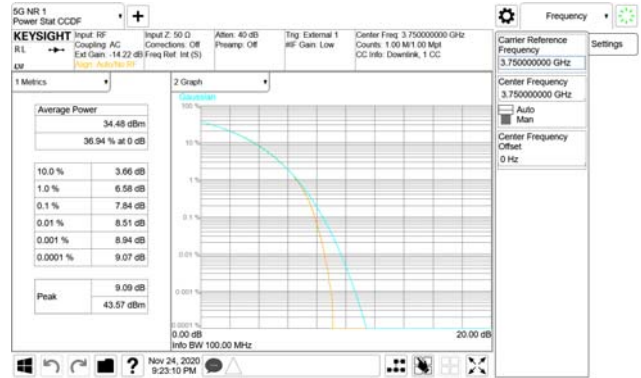 5G NR 1
Power Stat CCDF
Frequency
KEYSIGHT
Input: RF
Coupling: AC
Ext Gain: -14.22 dB
Align: Auto/No RF
Input Z: 50 Ω
Corrections: Off
Freq Ref: Int (S)
Atten: 40 dB
Preamp: Off
Trig: External 1
#IF Gain: Low
Center Freq: 3.750000000 GHz
Counts: 1.00 M/1.00 Mpt
CC Info: Downlink, 1 CC
RL
LXI
Carrier Reference Frequency
3.750000000 GHz
Settings
Center Frequency
3.750000000 GHz
Auto
Man
Center Frequency Offset
0 Hz
1 Metrics
Average Power
34.48 dBm
36.94 % at 0 dB
10.0 % 3.66 dB
1.0 % 6.58 dB
0.1 % 7.84 dB
0.01 % 8.51 dB
0.001 % 8.94 dB
0.0001 % 9.07 dB
Peak
9.09 dB
43.57 dBm
2 Graph
Gaussian
100 %
10 %
1 %
0.1 %
0.01 %
0.001 %
0.0001 %
0.00 dB
20.00 dB
Info BW 100.00 MHz
Nov 24, 2020
9:23:10 PM